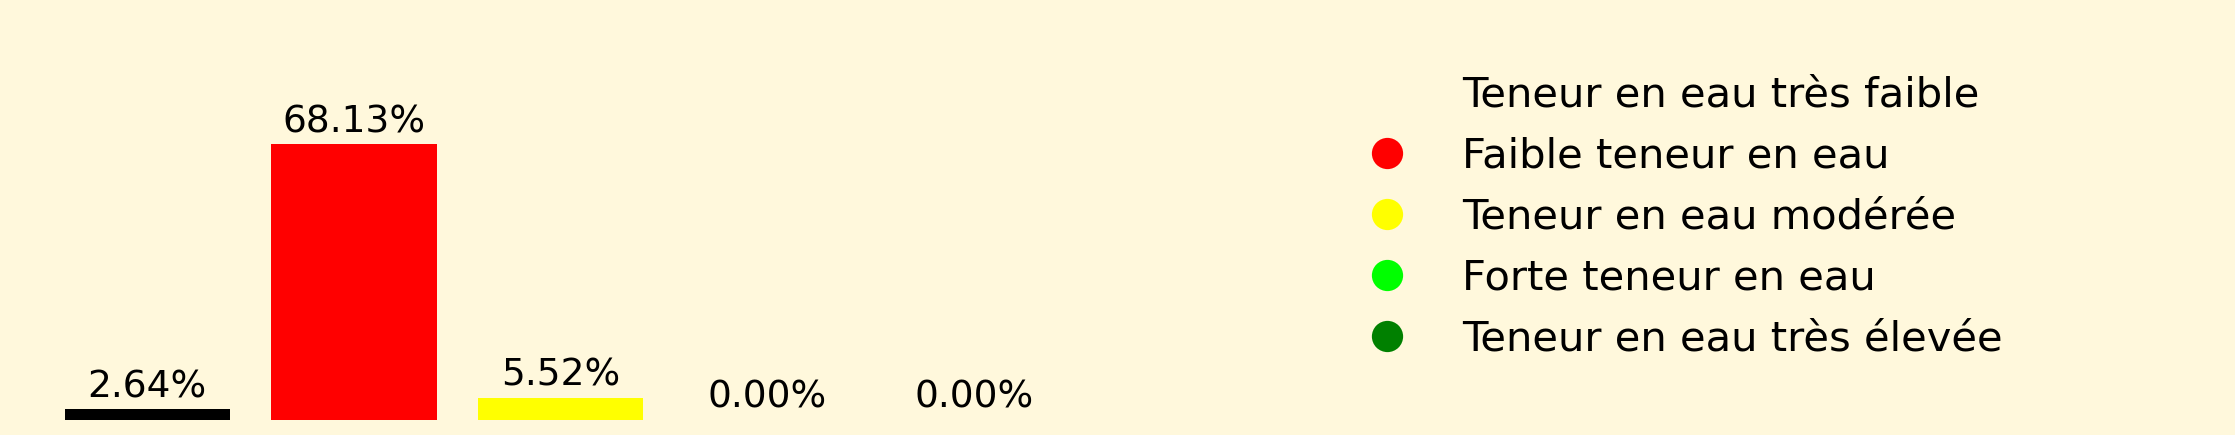 68.13%
2.64%
5.52%
0.00%
0.00%
Teneur en eau très faible
Faible teneur en eau
Teneur en eau modérée
Forte teneur en eau
Teneur en eau très élevée